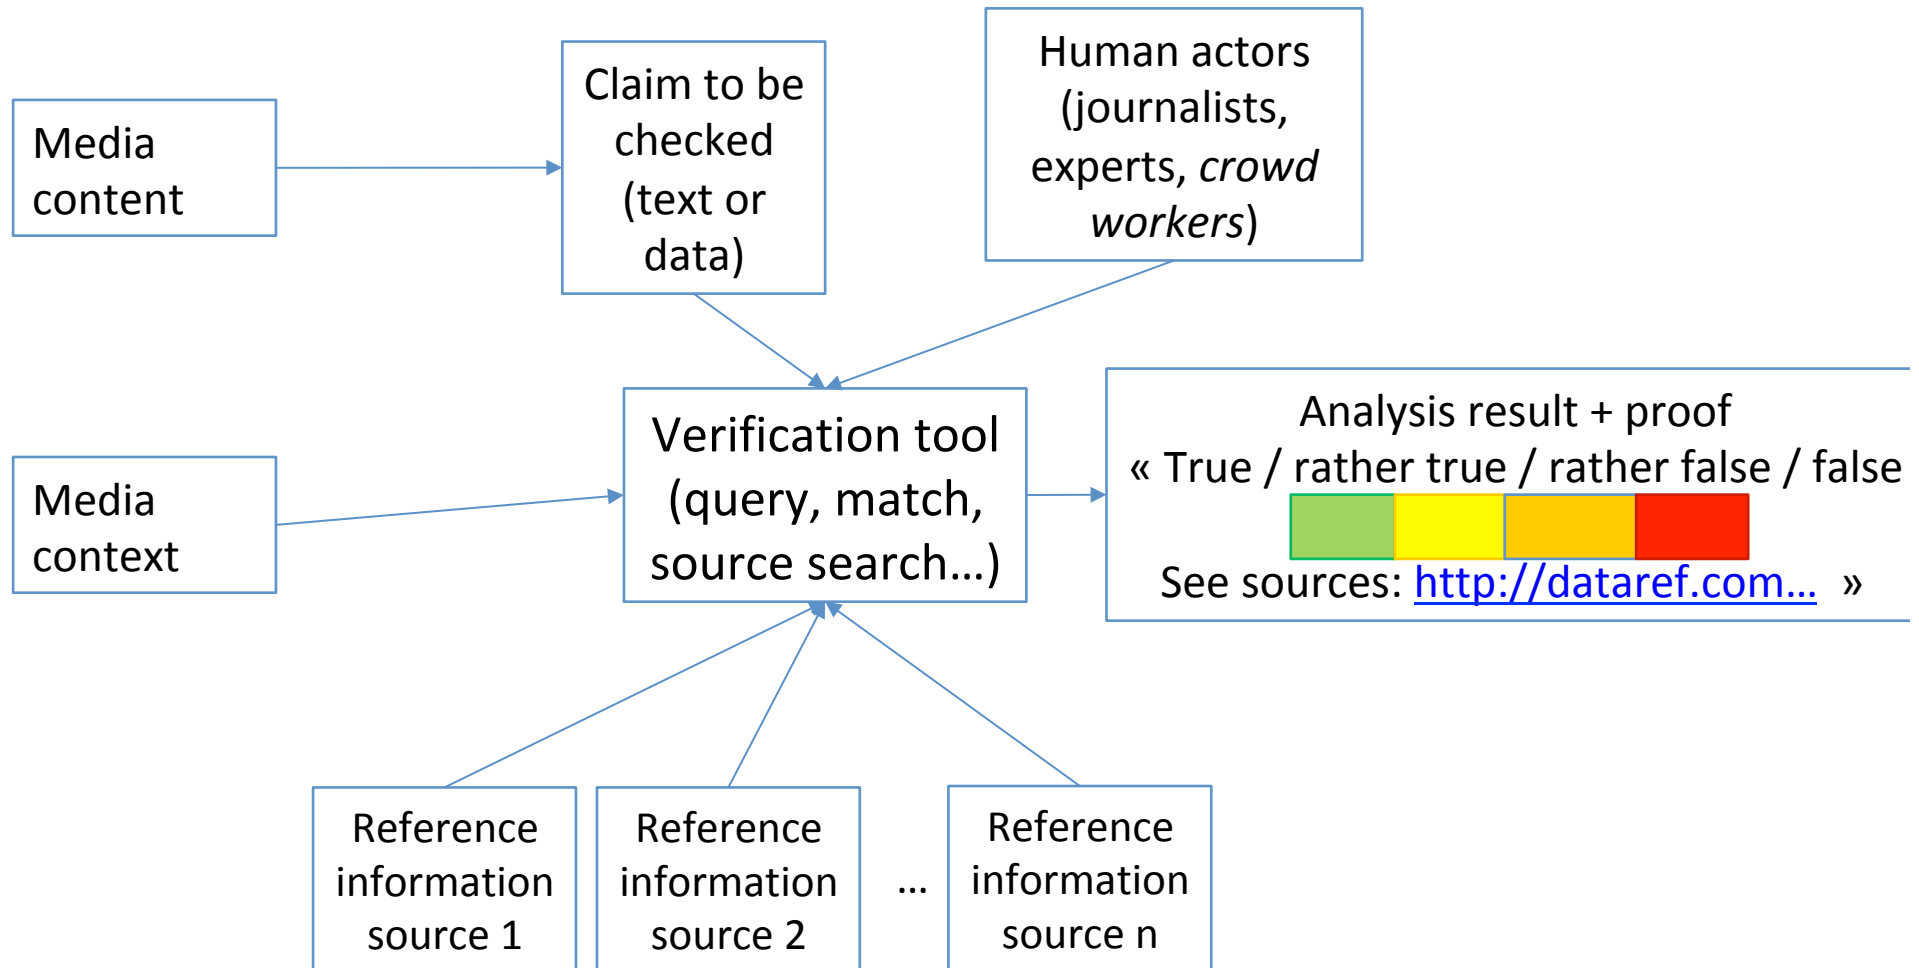 Media
content
Claim to be
checked
(text or
data)
Human actors
(journalists,
experts, crowd
workers)
Media
context
Verification tool
(query, match,
source search…)
Analysis result + proof
« True / rather true / rather false / false
See sources: http://dataref.com… »
Reference
information
source 1
Reference
information
source 2
…
Reference
information
source n